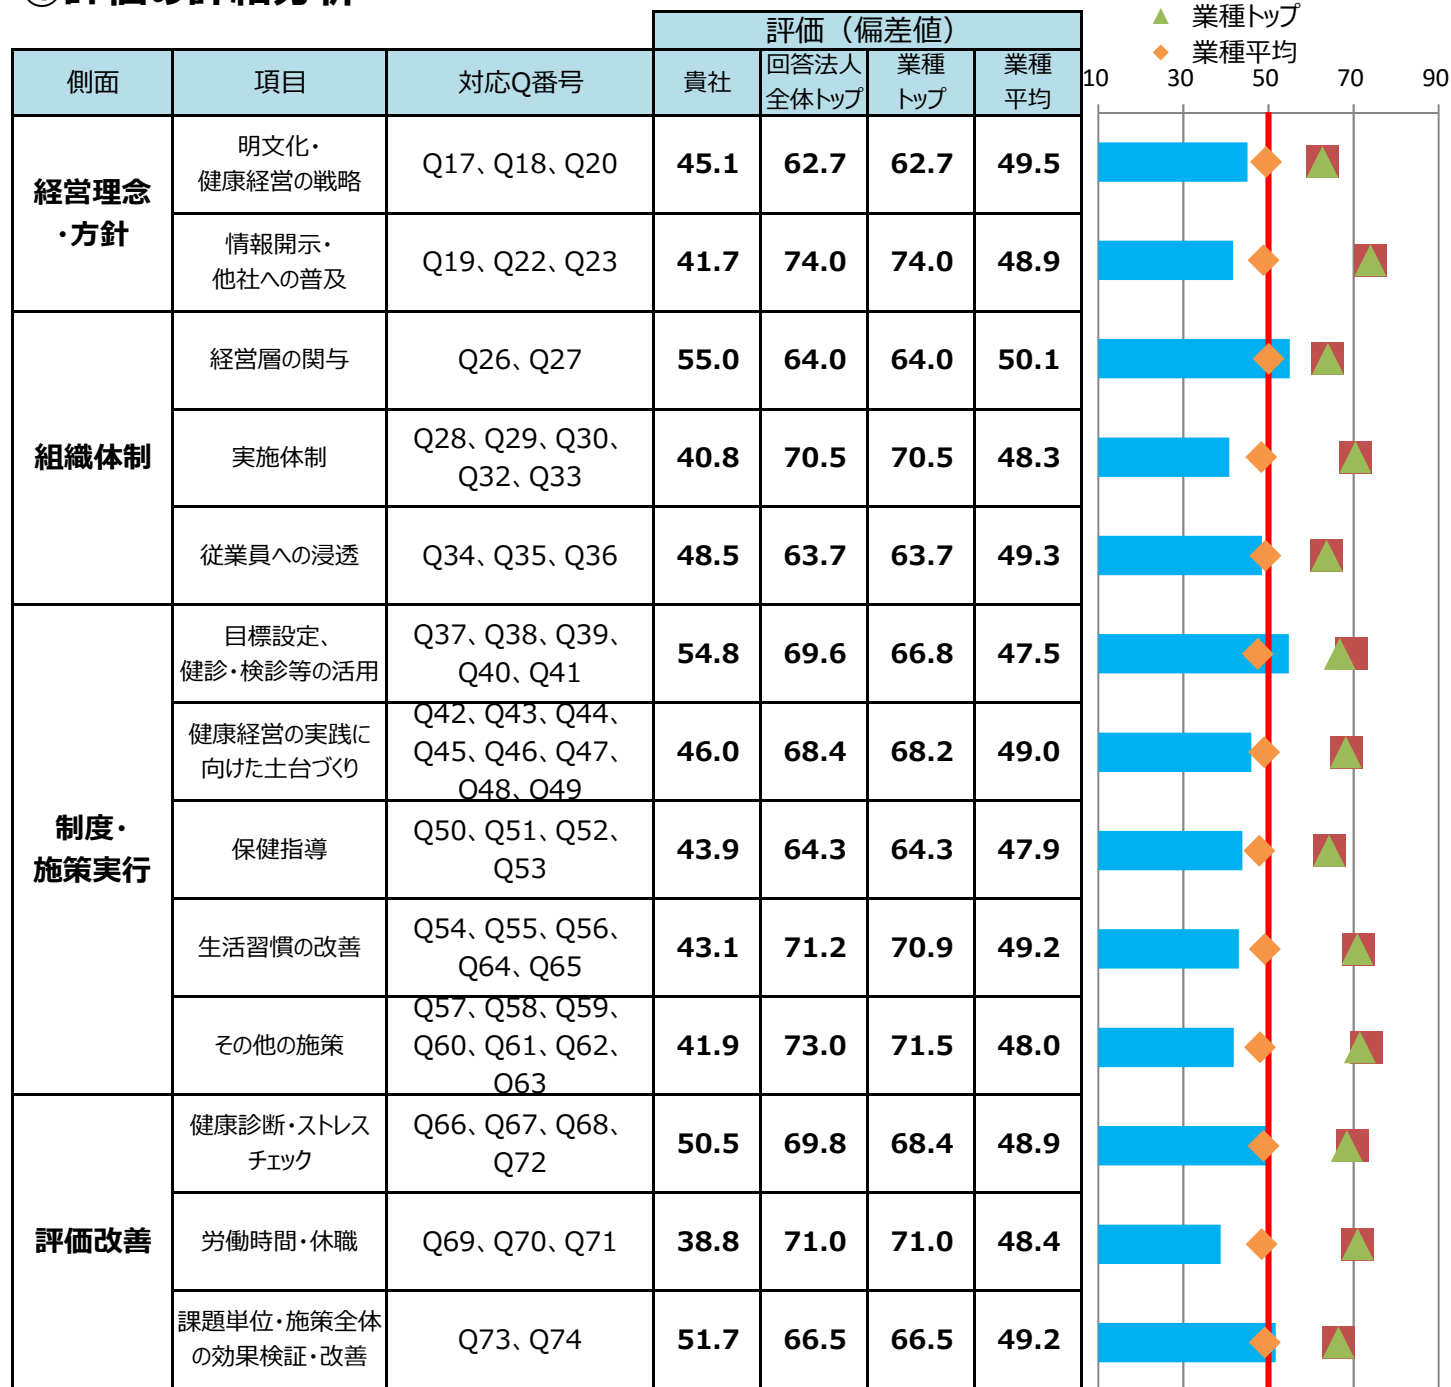 ▲ 業種トップ
◆ 業種平均
評価（偏差値）
側面 項目 対応Q番号 貴社 回答法人全体トップ 業種トップ 業種平均
10 30 50 70 90
経営理念・方針
明文化・健康経営の戦略 Q17、Q18、Q20 45.1 62.7 62.7 49.5
情報開示・他社への普及 Q19、Q22、Q23 41.7 74.0 74.0 48.9
組織体制
経営層の関与 Q26、Q27 55.0 64.0 64.0 50.1
実施体制 Q28、Q29、Q30、Q32、Q33 40.8 70.5 70.5 48.3
従業員への浸透 Q34、Q35、Q36 48.5 63.7 63.7 49.3
制度・施策実行
目標設定、健診・検診等の活用 Q37、Q38、Q39、Q40、Q41 54.8 69.6 66.8 47.5
健康経営の実践に向けた土台づくり Q42、Q43、Q44、Q45、Q46、Q47、Q48、Q49 46.0 68.4 68.2 49.0
保健指導 Q50、Q51、Q52、Q53 43.9 64.3 64.3 47.9
生活習慣の改善 Q54、Q55、Q56、Q64、Q65 43.1 71.2 70.9 49.2
その他の施策 Q57、Q58、Q59、Q60、Q61、Q62、Q63 41.9 73.0 71.5 48.0
評価改善
健康診断・ストレスチェック Q66、Q67、Q68、Q72 50.5 69.8 68.4 48.9
労働時間・休職 Q69、Q70、Q71 38.8 71.0 71.0 48.4
課題単位・施策全体の効果検証・改善 Q73、Q74 51.7 66.5 66.5 49.2